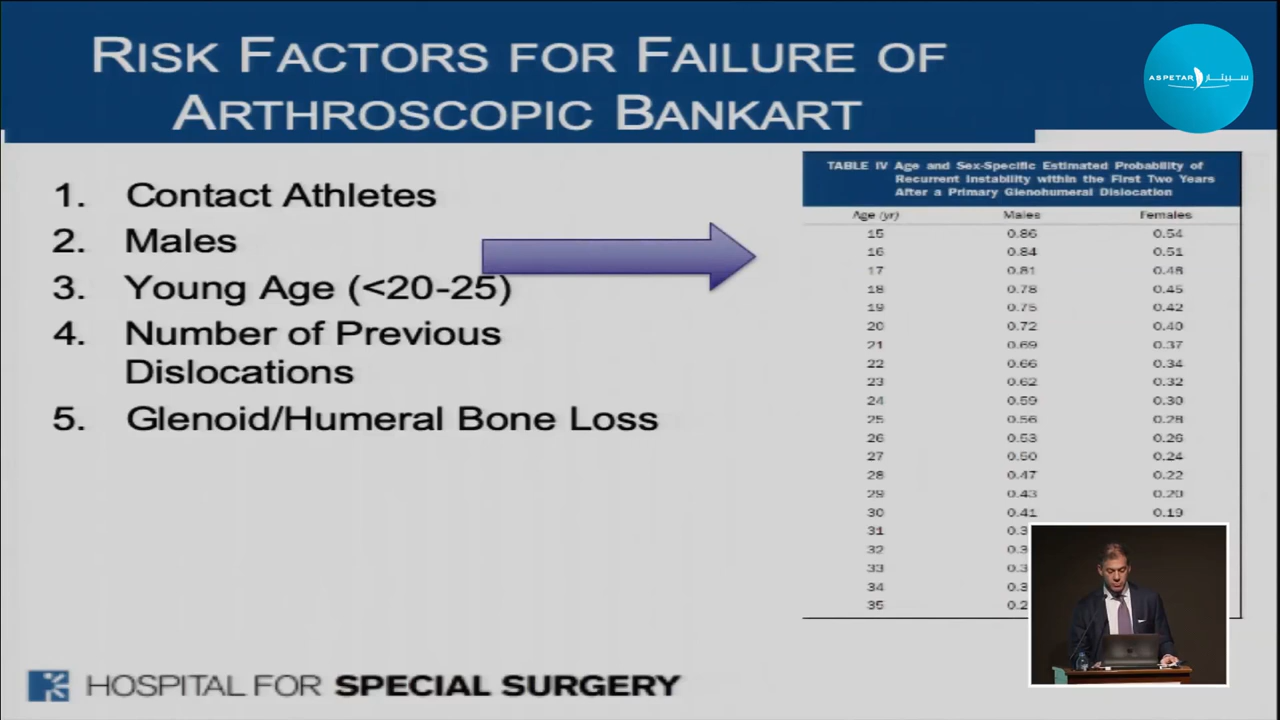 RISK FACTORS FOR FAILURE OF
ARTHROSCOPIC BANKART
ASPETAR سبيتار
1. Contact Athletes
2. Males
3. Young Age (<20-25)
4. Number of Previous
Dislocations
5. Glenoid/Humeral Bone Loss
TABLE IV Age and Sex-Specific Estimated Probability of
Recurrent Instability within the First Two Years
After a Primary Glenohumeral Dislocation
Age (yr) Males Females
15 0.86 0.54
16 0.84 0.51
17 0.81 0.48
18 0.78 0.45
19 0.75 0.42
20 0.72 0.40
21 0.69 0.37
22 0.66 0.34
23 0.62 0.32
24 0.59 0.30
25 0.56 0.28
26 0.53 0.26
27 0.50 0.24
28 0.47 0.22
29 0.43 0.20
30 0.41 0.19
31
32
33
34
35
HOSPITAL FOR SPECIAL SURGERY